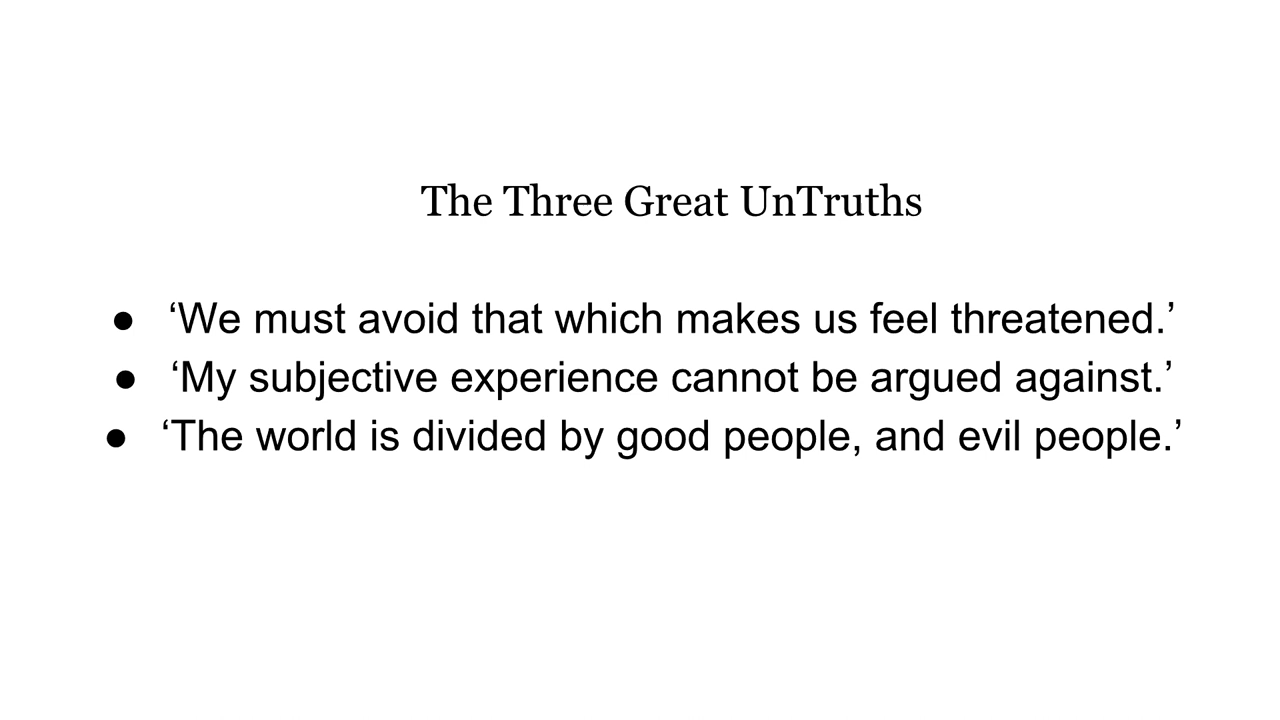 The Three Great UnTruths
● ‘We must avoid that which makes us feel threatened.’
● ‘My subjective experience cannot be argued against.’
● ‘The world is divided by good people, and evil people.’